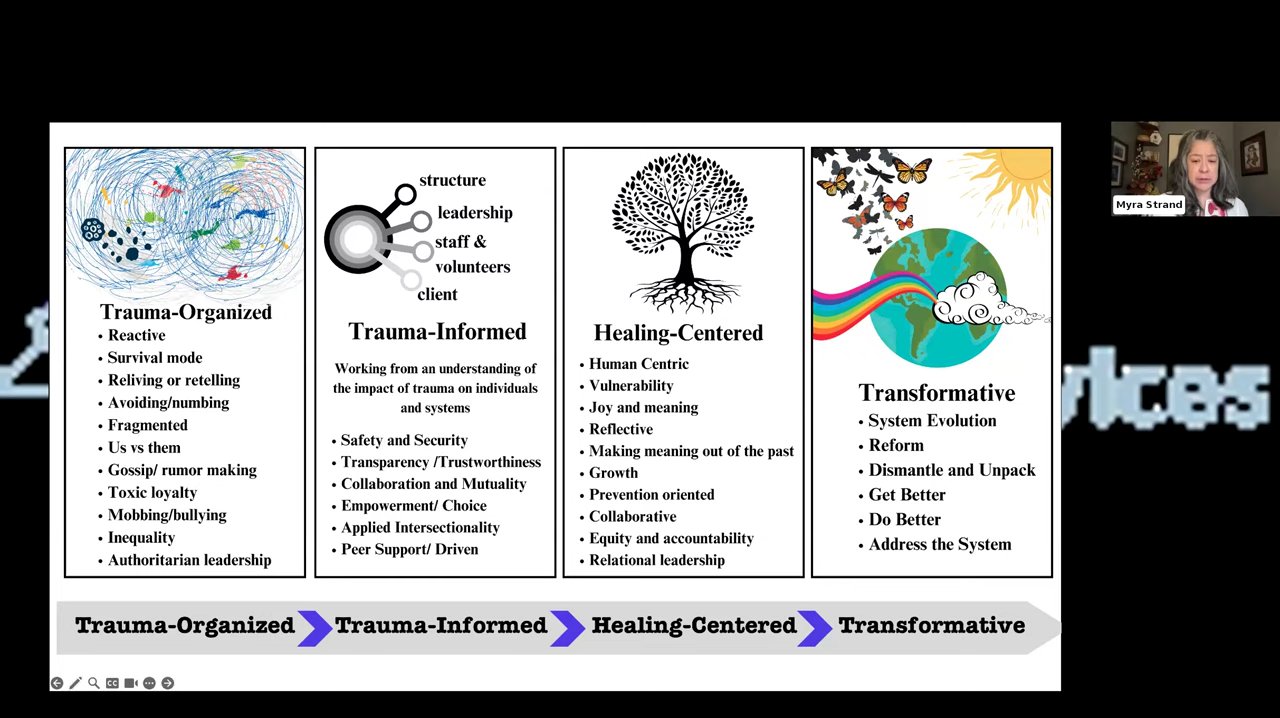 structure
leadership
staff &
volunteers
client
Trauma-Organized
• Reactive
• Survival mode
• Reliving or retelling
• Avoiding/numbing
• Fragmented
• Us vs them
• Gossip/ rumor making
• Toxic loyalty
• Mobbing/bullying
• Inequality
• Authoritarian leadership
Trauma-Informed
Working from an understanding of
the impact of trauma on individuals
and systems
• Safety and Security
• Transparency /Trustworthiness
• Collaboration and Mutuality
• Empowerment/ Choice
• Applied Intersectionality
• Peer Support/ Driven
Healing-Centered
• Human Centric
• Vulnerability
• Joy and meaning
• Reflective
• Making meaning out of the past
• Growth
• Prevention oriented
• Collaborative
• Equity and accountability
• Relational leadership
Transformative
• System Evolution
• Reform
• Dismantle and Unpack
• Get Better
• Do Better
• Address the System
Trauma-Organized
Trauma-Informed
Healing-Centered
Transformative
CC
Myra Strand
vices